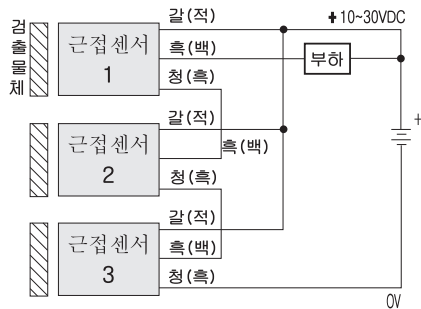 검출물체
근접센서
1
갈(적)
흑(백)
청(흑)
+ 10~30VDC
부하
+
근접센서
2
갈(적)
흑(백)
청(흑)
근접센서
3
갈(적)
흑(백)
청(흑)
0V